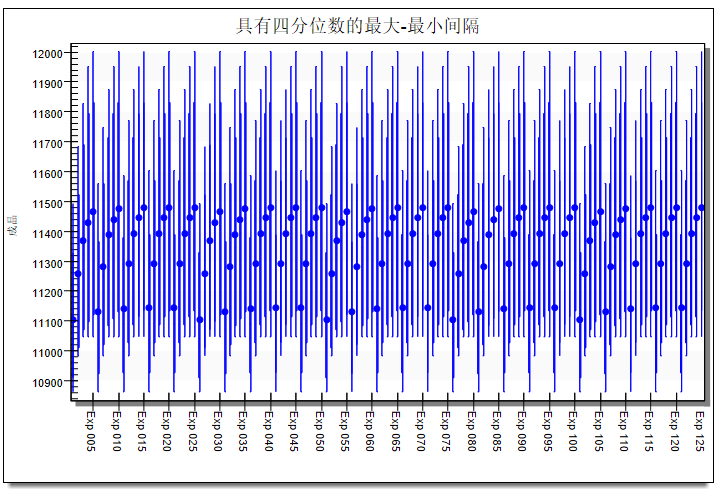 具有四分位数的最大-最小间隔
成品
12000
11900
11800
11700
11600
11500
11400
11300
11200
11100
11000
10900
Exp 005
Exp 010
Exp 015
Exp 020
Exp 025
Exp 030
Exp 035
Exp 040
Exp 045
Exp 050
Exp 055
Exp 060
Exp 065
Exp 070
Exp 075
Exp 080
Exp 085
Exp 090
Exp 095
Exp 100
Exp 105
Exp 110
Exp 115
Exp 120
Exp 125